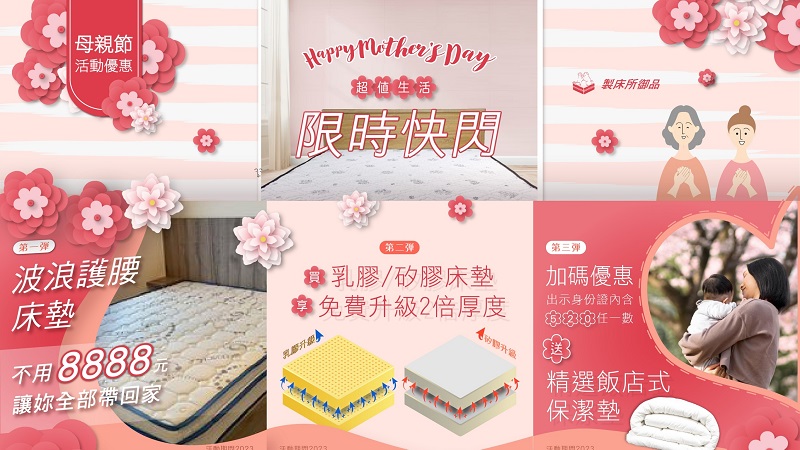 母親節
活動優惠
Happy Mother's Day
超值生活
限時快閃
製床所御品
第一彈
波浪護腰
床墊
不用8888元
讓妳全部帶回家
第二彈
買 乳膠/矽膠床墊
享 免費升級2倍厚度
乳膠升級
矽膠升級
第三彈
加碼優惠
出示身份證內含
520任一數
送
精選飯店式
保潔墊